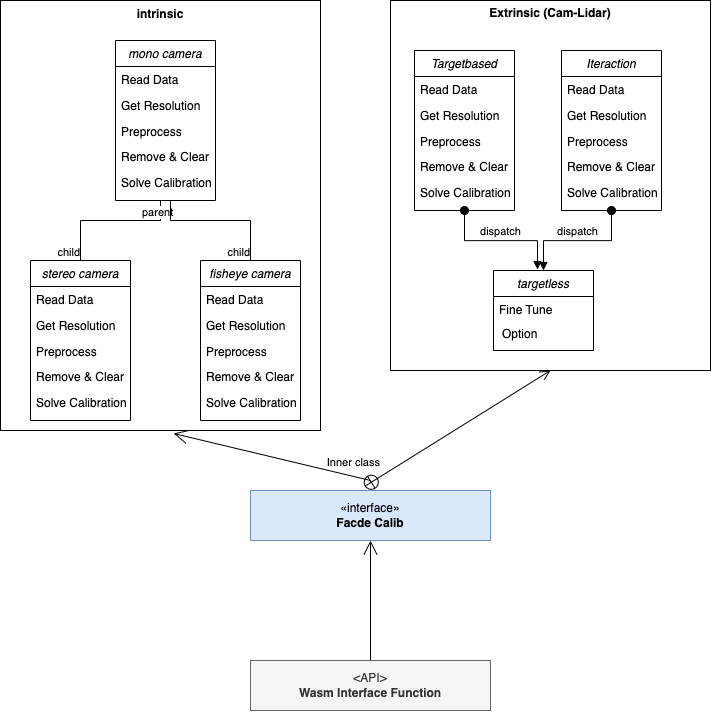 intrinsic
mono camera
Read Data
Get Resolution
Preprocess
Remove & Clear
Solve Calibration
parent
child
child
stereo camera
Read Data
Get Resolution
Preprocess
Remove & Clear
Solve Calibration
fisheye camera
Read Data
Get Resolution
Preprocess
Remove & Clear
Solve Calibration
Extrinsic (Cam-Lidar)
Targetbased
Read Data
Get Resolution
Preprocess
Remove & Clear
Solve Calibration
Iteraction
Read Data
Get Resolution
Preprocess
Remove & Clear
Solve Calibration
dispatch
dispatch
targetless
Fine Tune
Option
Inner class
«interface»
Facde Calib
<API>
Wasm Interface Function